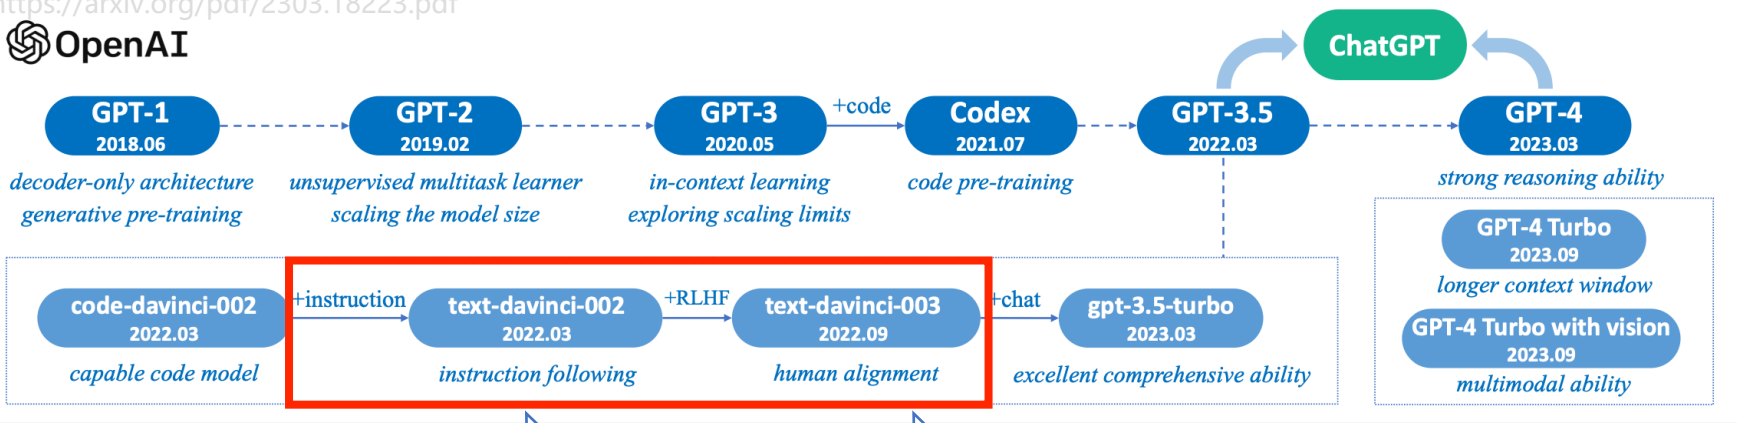 https://arxiv.org/pdf/2303.18223.pdf
OpenAI
ChatGPT
GPT-1
2018.06
GPT-2
2019.02
GPT-3
2020.05
+code
Codex
2021.07
GPT-3.5
2022.03
GPT-4
2023.03
decoder-only architecture
generative pre-training
unsupervised multitask learner
scaling the model size
in-context learning
exploring scaling limits
code pre-training
strong reasoning ability
GPT-4 Turbo
2023.09
longer context window
GPT-4 Turbo with vision
2023.09
multimodal ability
code-davinci-002
2022.03
capable code model
+instruction
text-davinci-002
2022.03
instruction following
+RLHF
text-davinci-003
2022.09
human alignment
+chat
gpt-3.5-turbo
2023.03
excellent comprehensive ability